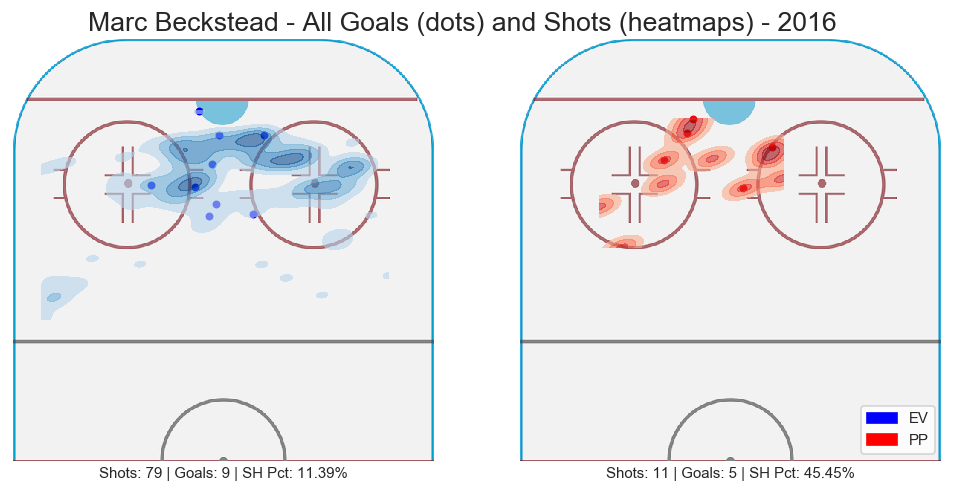 Marc Beckstead - All Goals (dots) and Shots (heatmaps) - 2016
EV
PP
Shots: 79 | Goals: 9 | SH Pct: 11.39%
Shots: 11 | Goals: 5 | SH Pct: 45.45%